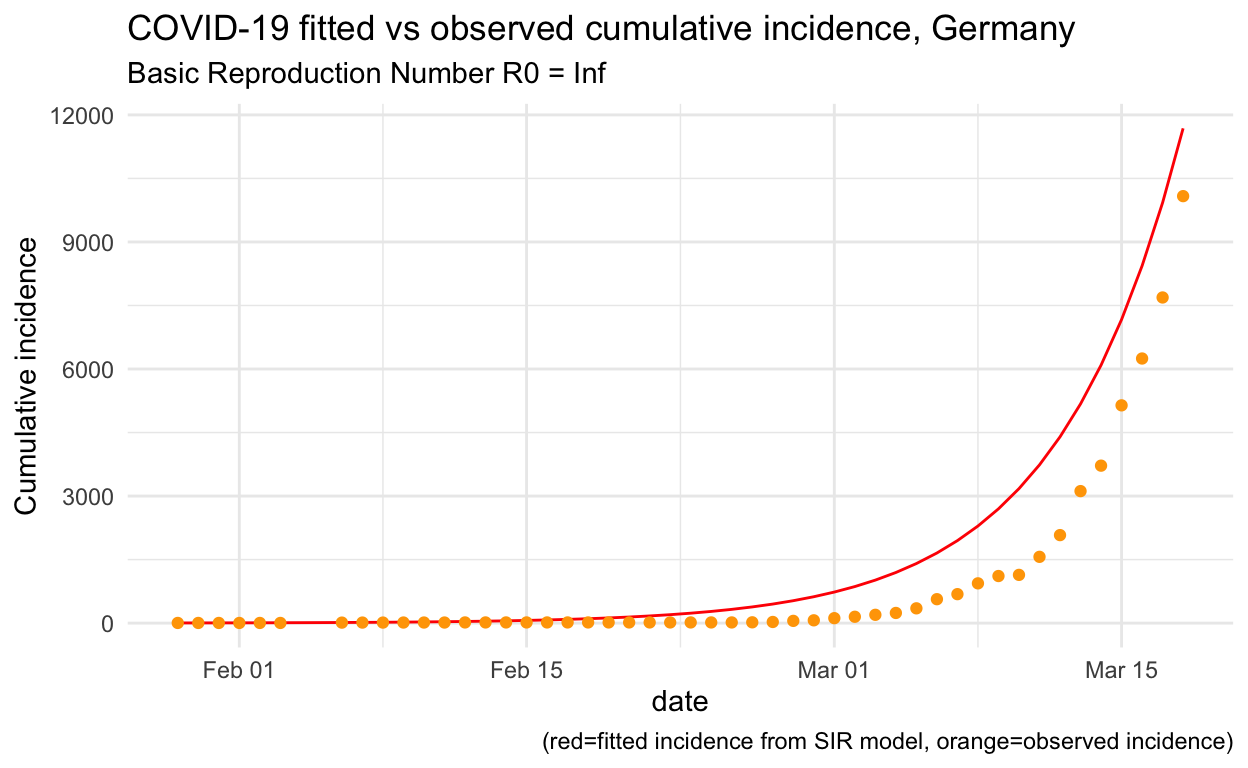 COVID-19 fitted vs observed cumulative incidence, Germany
Basic Reproduction Number R0 = Inf
12000
9000
6000
3000
0
Cumulative incidence
Feb 01
Feb 15
Mar 01
Mar 15
date
(red=fitted incidence from SIR model, orange=observed incidence)